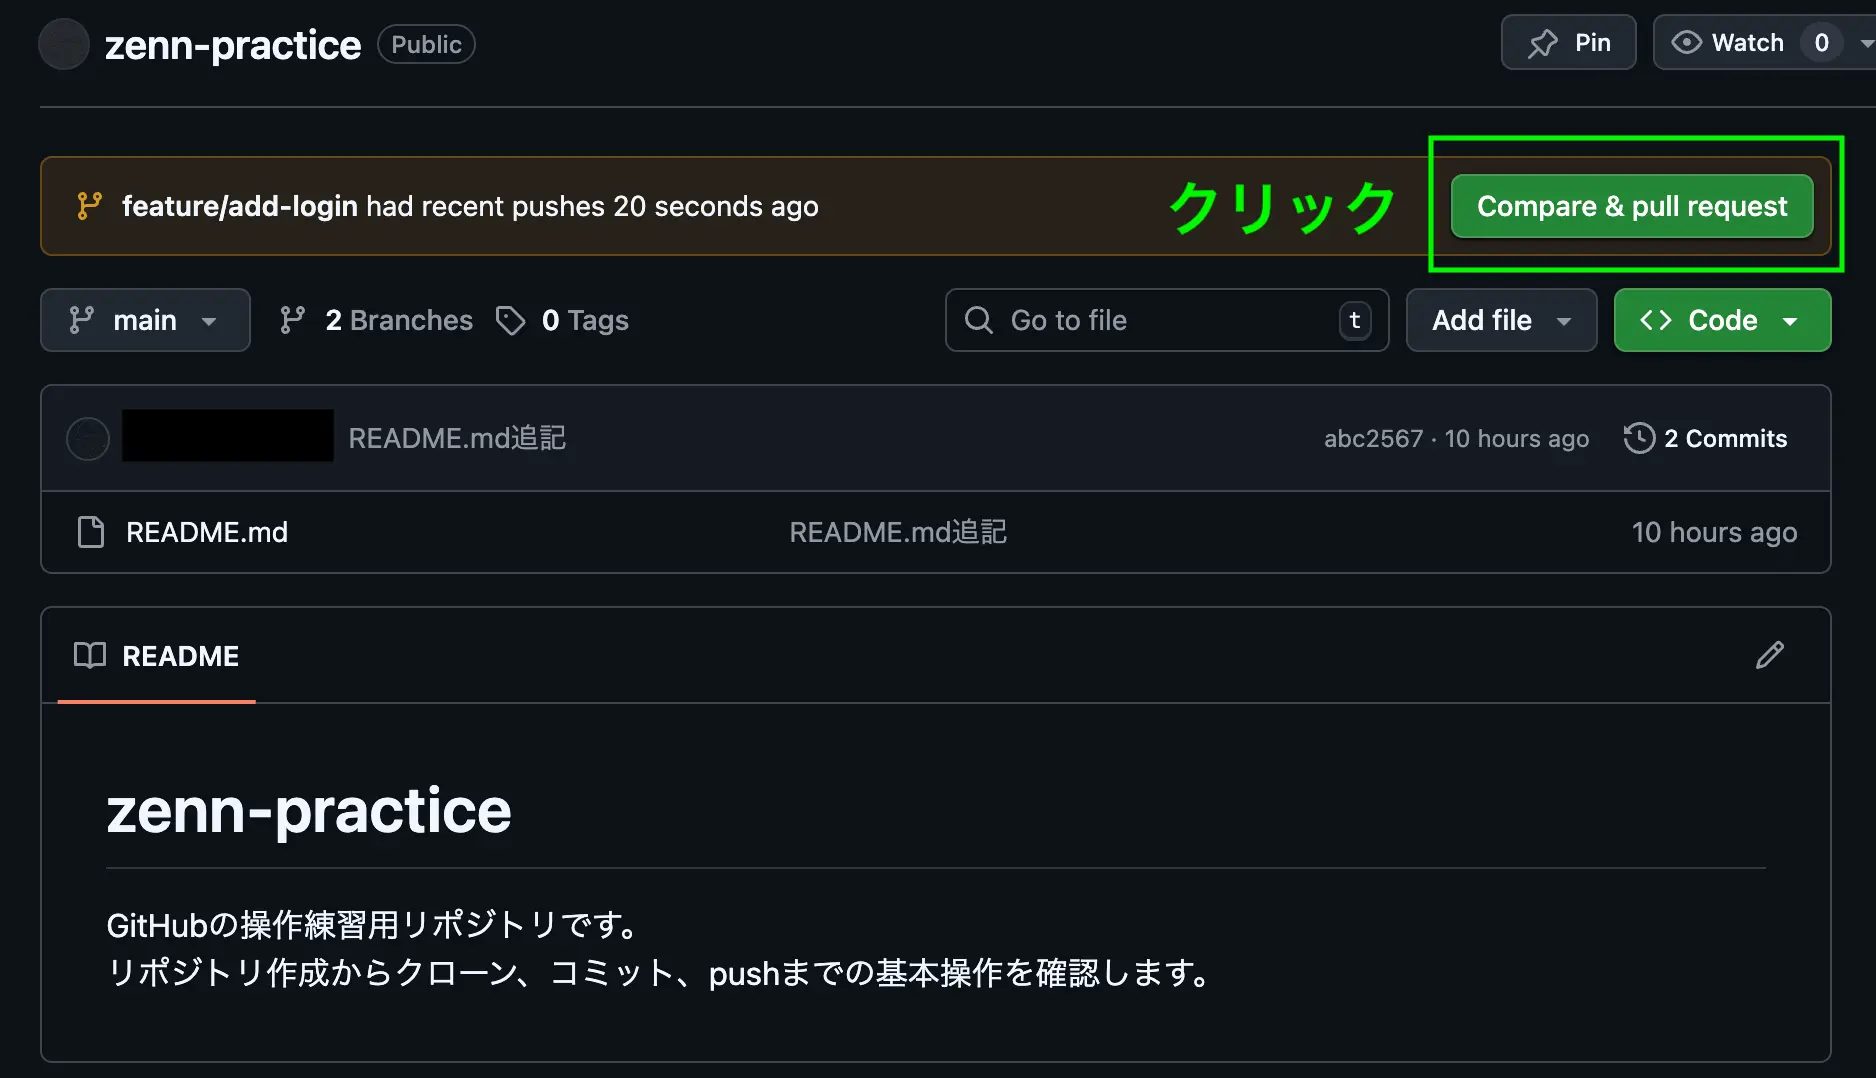 zenn-practice Public Pin Watch 0
feature/add-login had recent pushes 20 seconds ago クリック Compare & pull request
main 2 Branches 0 Tags Go to file t Add file Code
README.md追記 abc2567 · 10 hours ago 2 Commits
README.md README.md追記 10 hours ago
README
zenn-practice
GitHubの操作練習用リポジトリです。
リポジトリ作成からクローン、コミット、pushまでの基本操作を確認します。